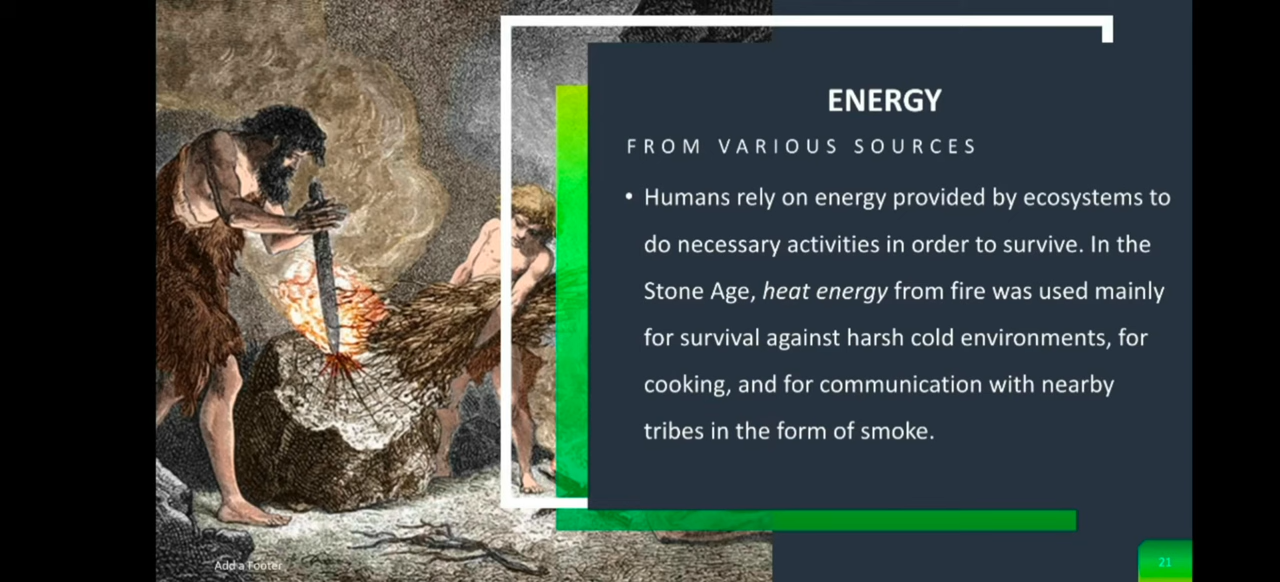 ENERGY
FROM VARIOUS SOURCES
• Humans rely on energy provided by ecosystems to
do necessary activities in order to survive. In the
Stone Age, heat energy from fire was used mainly
for survival against harsh cold environments, for
cooking, and for communication with nearby
tribes in the form of smoke.
Add a Footer
21